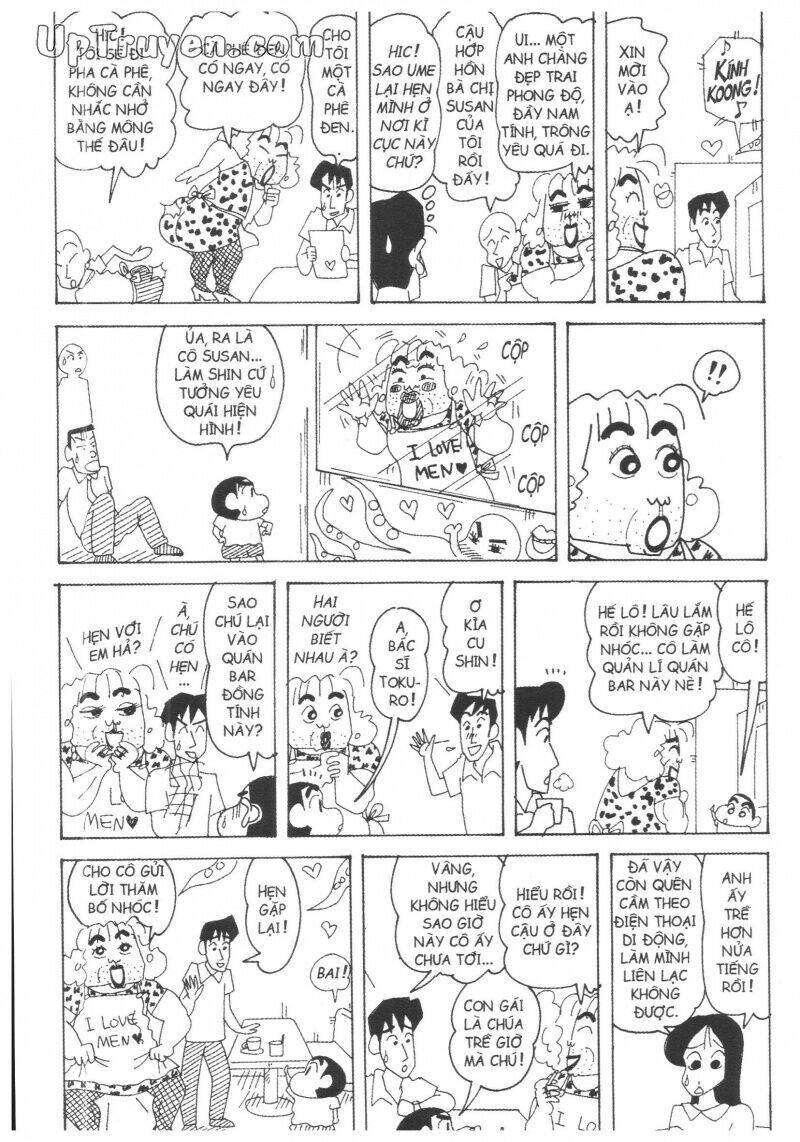 UpTruyen.com
KÍNH
KOONG!
XIN
MỜI
VÀO
Ạ!
UI... MỘT
ANH CHÀNG
ĐẸP TRAI
PHONG ĐỘ,
ĐẦY NAM
TÍNH, TRÔNG
YÊU QUÁ ĐI.
CẬU
HỚP
HỒN
BÀ CHỊ
SUSAN
CỦA
TÔI RỒI
ĐẤY!
HIC!
SAO UME
LẠI HẸN
MÌNH Ở
NƠI KÌ
CỤC NÀY
CHỨ?
CHO
TÔI
MỘT
CÀ
PHÊ
ĐEN.
CÀ PHÊ ĐEN
CÓ NGAY, CÓ
NGAY ĐÂY!
HIC!
TÔI SẼ ĐI
PHA CÀ PHÊ,
KHÔNG CẦN
NHẮC NHỞ
BẰNG MÔNG
THẾ ĐÂU!
!!
CỘP
CỘP
CỘP
I LOVE
MEN
ỦA, RA LÀ
CÔ SUSAN...
LÀM SHIN CỨ
TƯỞNG YÊU
QUÁI HIỆN
HÌNH!
HẾ
LÔ
CÔ!
HẾ LÔ! LÂU LẮM
RỒI KHÔNG GẶP
NHÓC... CÔ LÀM
QUẢN LÍ QUÁN
BAR NÀY NÈ!
Ơ
KÌA
CU
SHIN!
A,
BÁC
SĨ
TOKU-
RO!
HAI
NGƯỜI
BIẾT
NHAU À?
SAO
CHÚ LẠI
VÀO
QUÁN
BAR
ĐỒNG
TÍNH
NÀY?
À,
CHÚ
CÓ
HẸN
...
HẸN VỚI
EM HẢ?
MEN
ANH
ẤY
TRỄ
HƠN
NỬA
TIẾNG
RỒI!
ĐÁ VẬY
CÒN QUÊN
CẦM THEO
ĐIỆN THOẠI
DI ĐỘNG,
LÀM MÌNH
LIÊN LẠC
KHÔNG
ĐƯỢC.
HIỂU RỒI!
CÔ ẤY HẸN
CẬU Ở ĐÂY
CHỨ GÌ?
VÂNG,
NHƯNG
KHÔNG HIỂU
SAO GIỜ
NÀY CÔ ẤY
CHƯA TỚI...
CON GÁI
LÀ CHÚA
TRỄ GIỜ
MÀ CHÚ!
I LO
HẸN
GẶP
LẠI!
BAI!
CHO CÔ GỬI
LỜI THĂM
BỐ NHÓC!
I LOVE
MEN